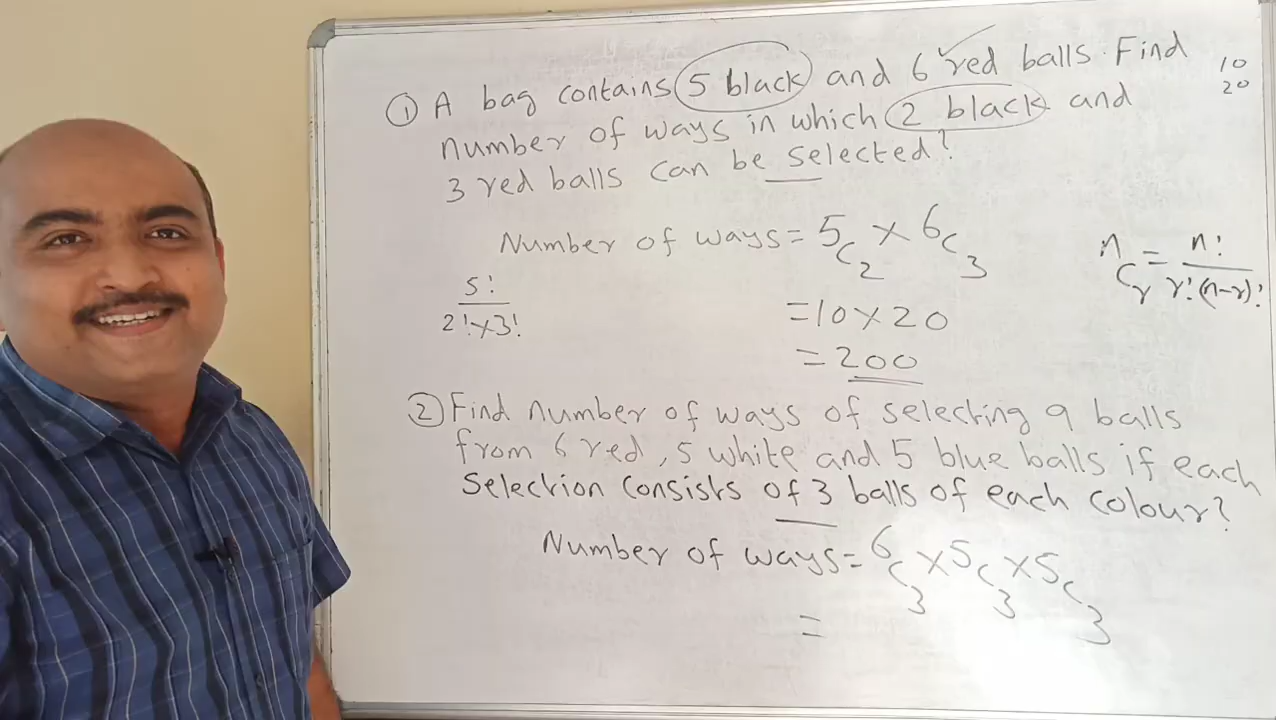 ① A bag contains 5 black and 6 red balls. Find
number of ways in which 2 black and
3 red balls can be selected?
10
20
Number of ways = 5C2 × 6C3
5!
2!×3!
= 10 × 20
= 200
nCr = n!
r!(n-r)!
② Find number of ways of selecting 9 balls
from 6 red, 5 white and 5 blue balls if each
Selection consists of 3 balls of each colour?
Number of ways = 6C3 × 5C3 × 5C3
=